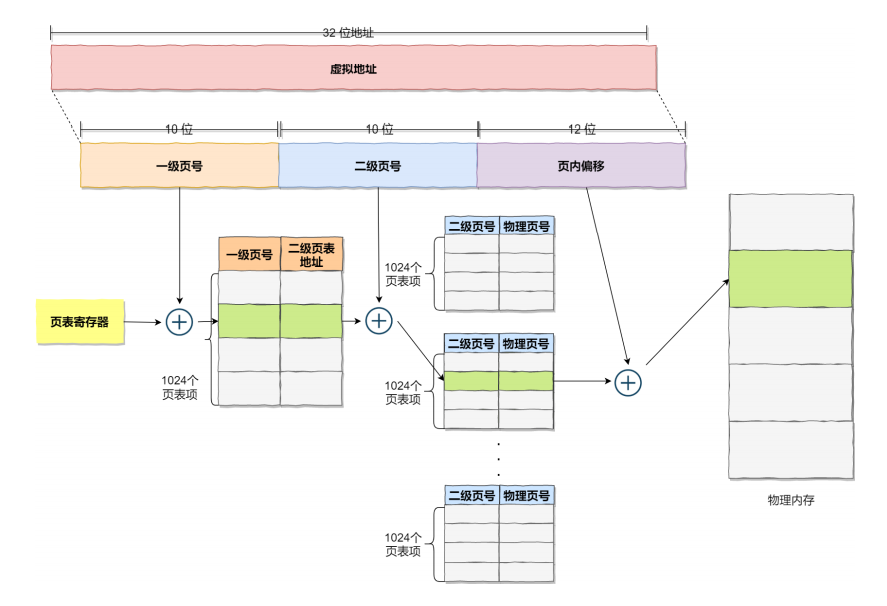 32 位地址
虚拟地址
10 位
10 位
12 位
一级页号
二级页号
页内偏移
二级页号
物理页号
一级页号
二级页表
地址
1024个
页表项
页表寄存器
二级页号
物理页号
1024个
页表项
1024个
页表项
.
.
.
二级页号
物理页号
物理内存
1024个
页表项